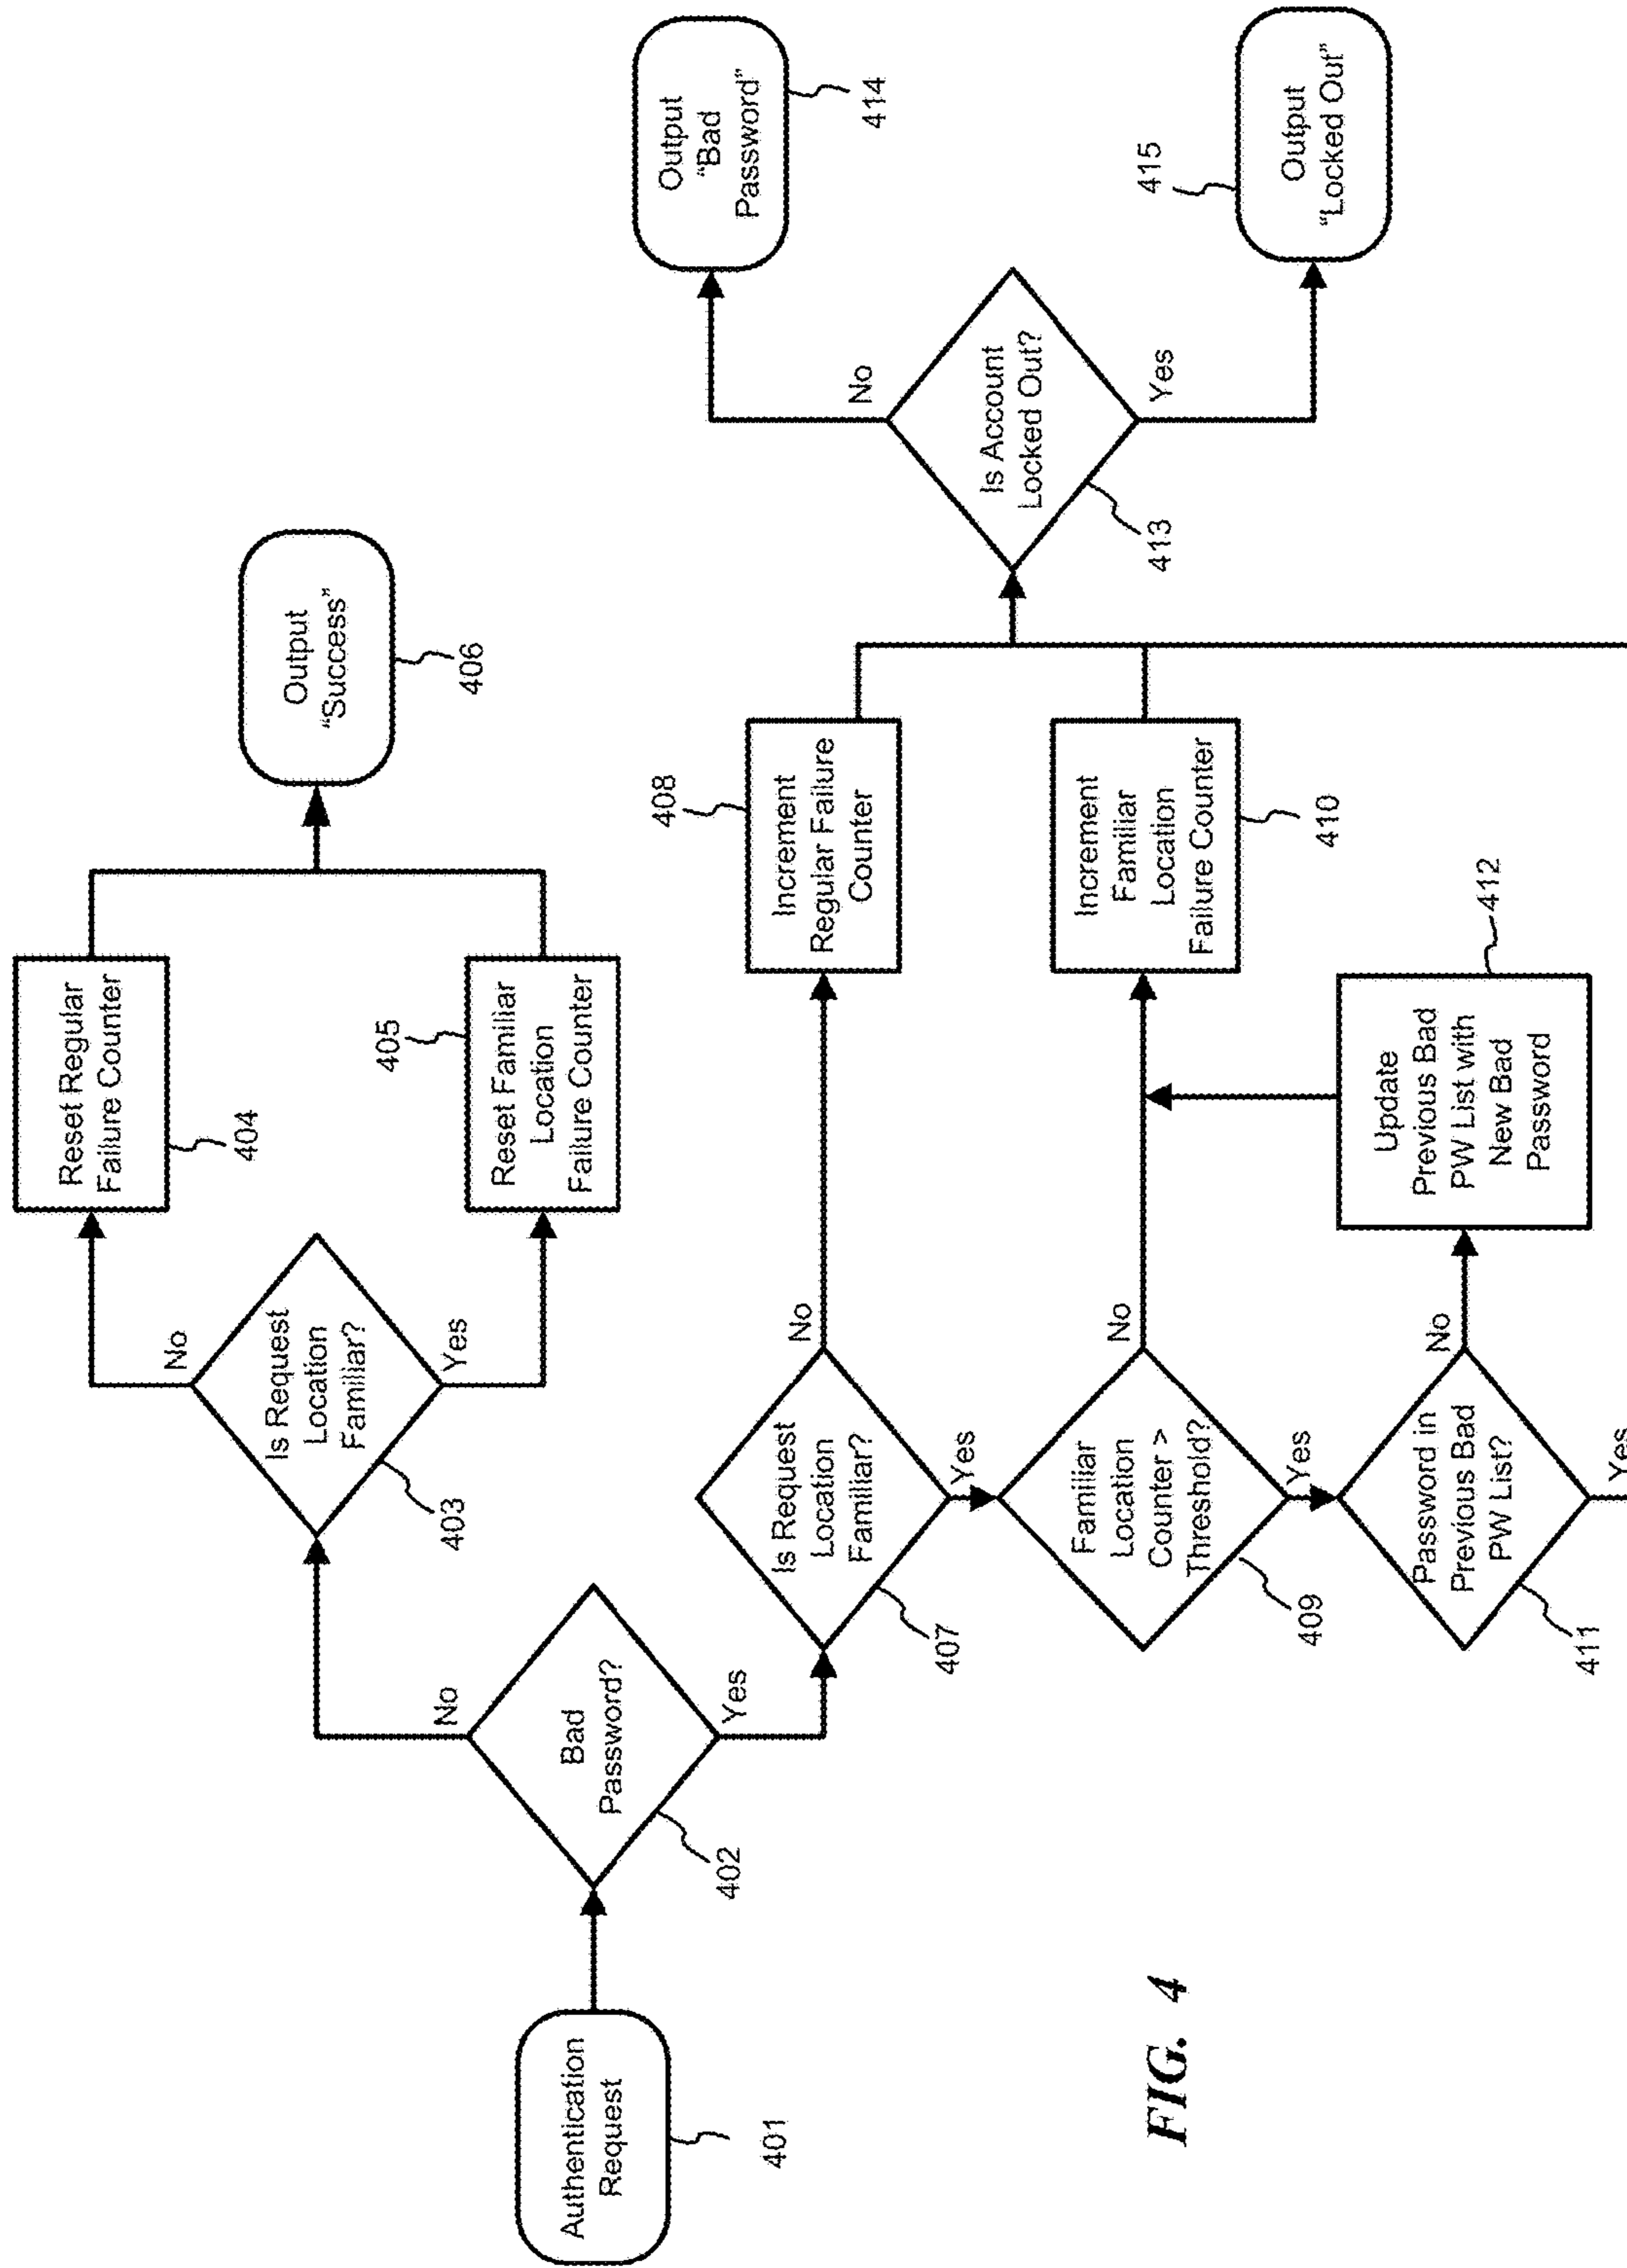 Authentication
Request
401
Bad
Password?
402
No
Yes
Is Request
Location
Familiar?
403
No
Yes
Reset Regular
Failure Counter
404
Reset Familiar
Location
Failure Counter
405
Output
“Success”
406
Is Request
Location
Familiar?
407
No
Yes
Increment
Regular Failure
Counter
408
Familiar
Location
Counter >
Threshold?
409
No
Yes
Increment
Familiar
Location
Failure Counter
410
Password in
Previous Bad
PW List?
411
No
Yes
Update
Previous Bad
PW List with
New Bad
Password
412
Is Account
Locked Out?
413
No
Yes
Output
“Bad
Password”
414
Output
“Locked Out”
415
FIG. 4